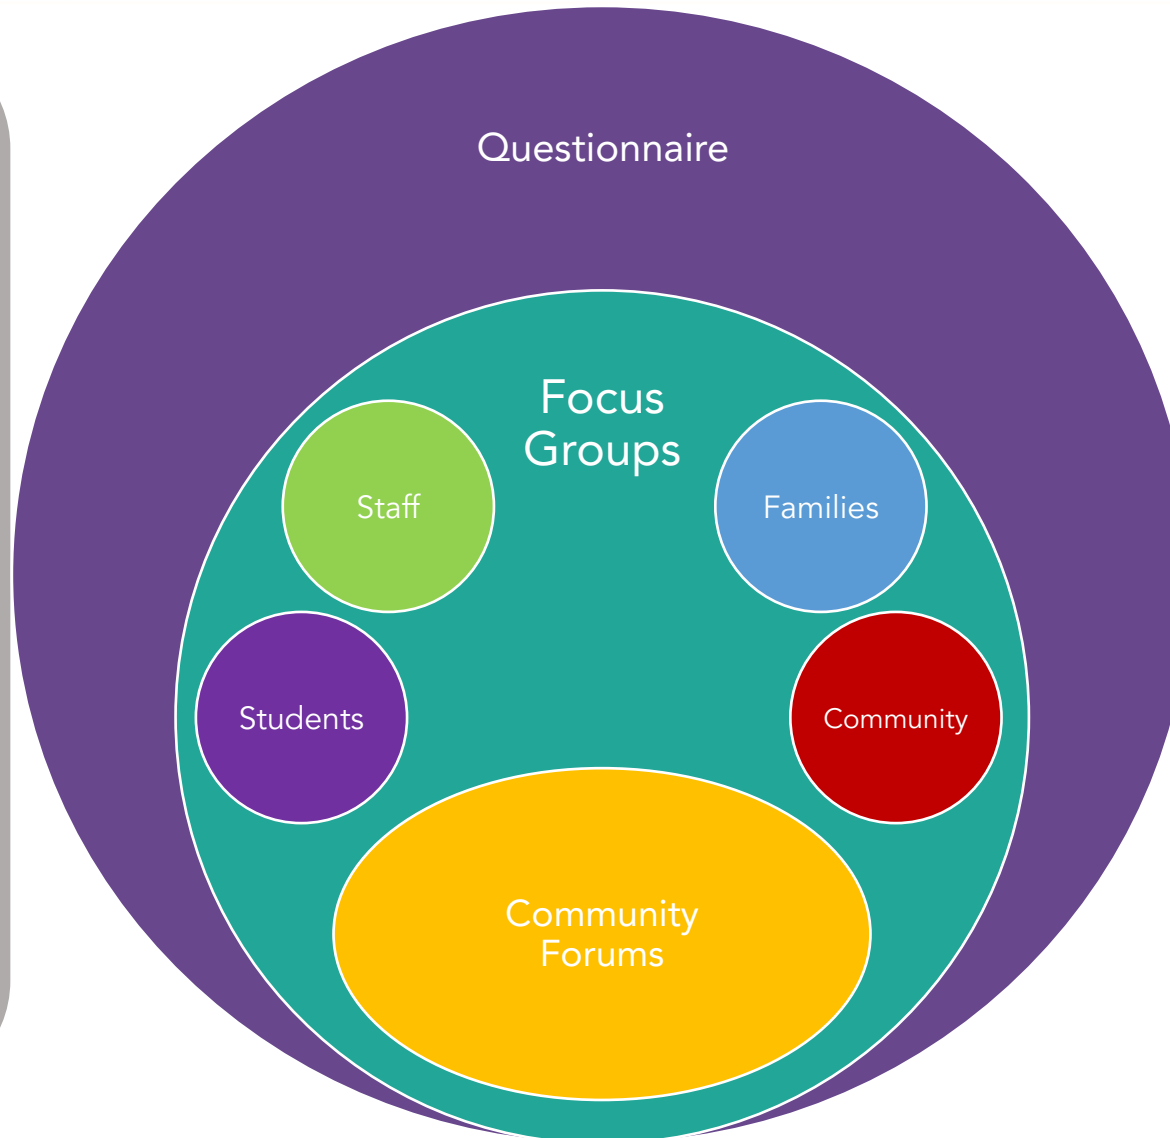 Questionnaire
Focus
Groups
Staff
Families
Students
Community
Community
Forums